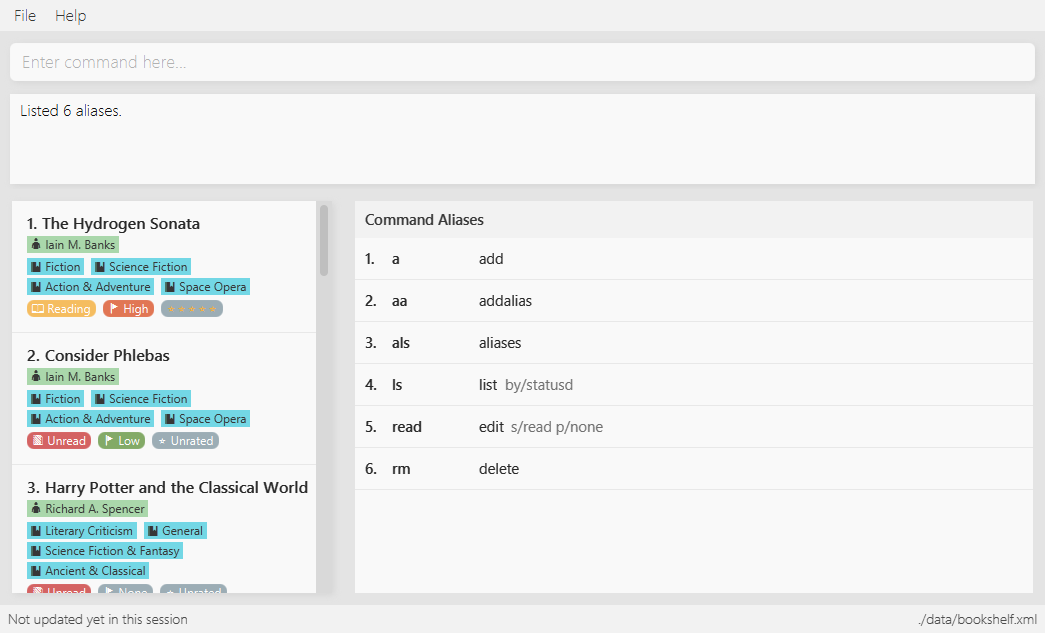 File Help
Enter command here...
Listed 6 aliases.
1. The Hydrogen Sonata
Iain M. Banks
Fiction Science Fiction
Action & Adventure Space Opera
Reading High
2. Consider Phlebas
Iain M. Banks
Fiction Science Fiction
Action & Adventure Space Opera
Unread Low Unrated
3. Harry Potter and the Classical World
Richard A. Spencer
Literary Criticism General
Science Fiction & Fantasy
Ancient & Classical
Unread None Unrated
Command Aliases
1. a add
2. aa addalias
3. als aliases
4. ls list by/statusd
5. read edit s/read p/none
6. rm delete
Not updated yet in this session
./data/bookshelf.xml